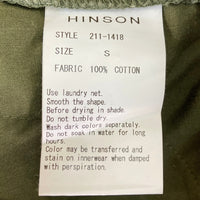 HINSON
STYLE 211-1418
SIZE S
FABRIC 100% COTTON
Use laundry net.
Smooth the shape.
Before drying in shade.
Do not tumble dry.
Wash dark colors separately.
Do not soak in water for long
hours.
Color may be transferred and
stain on innerwear when damped
with perspiration.